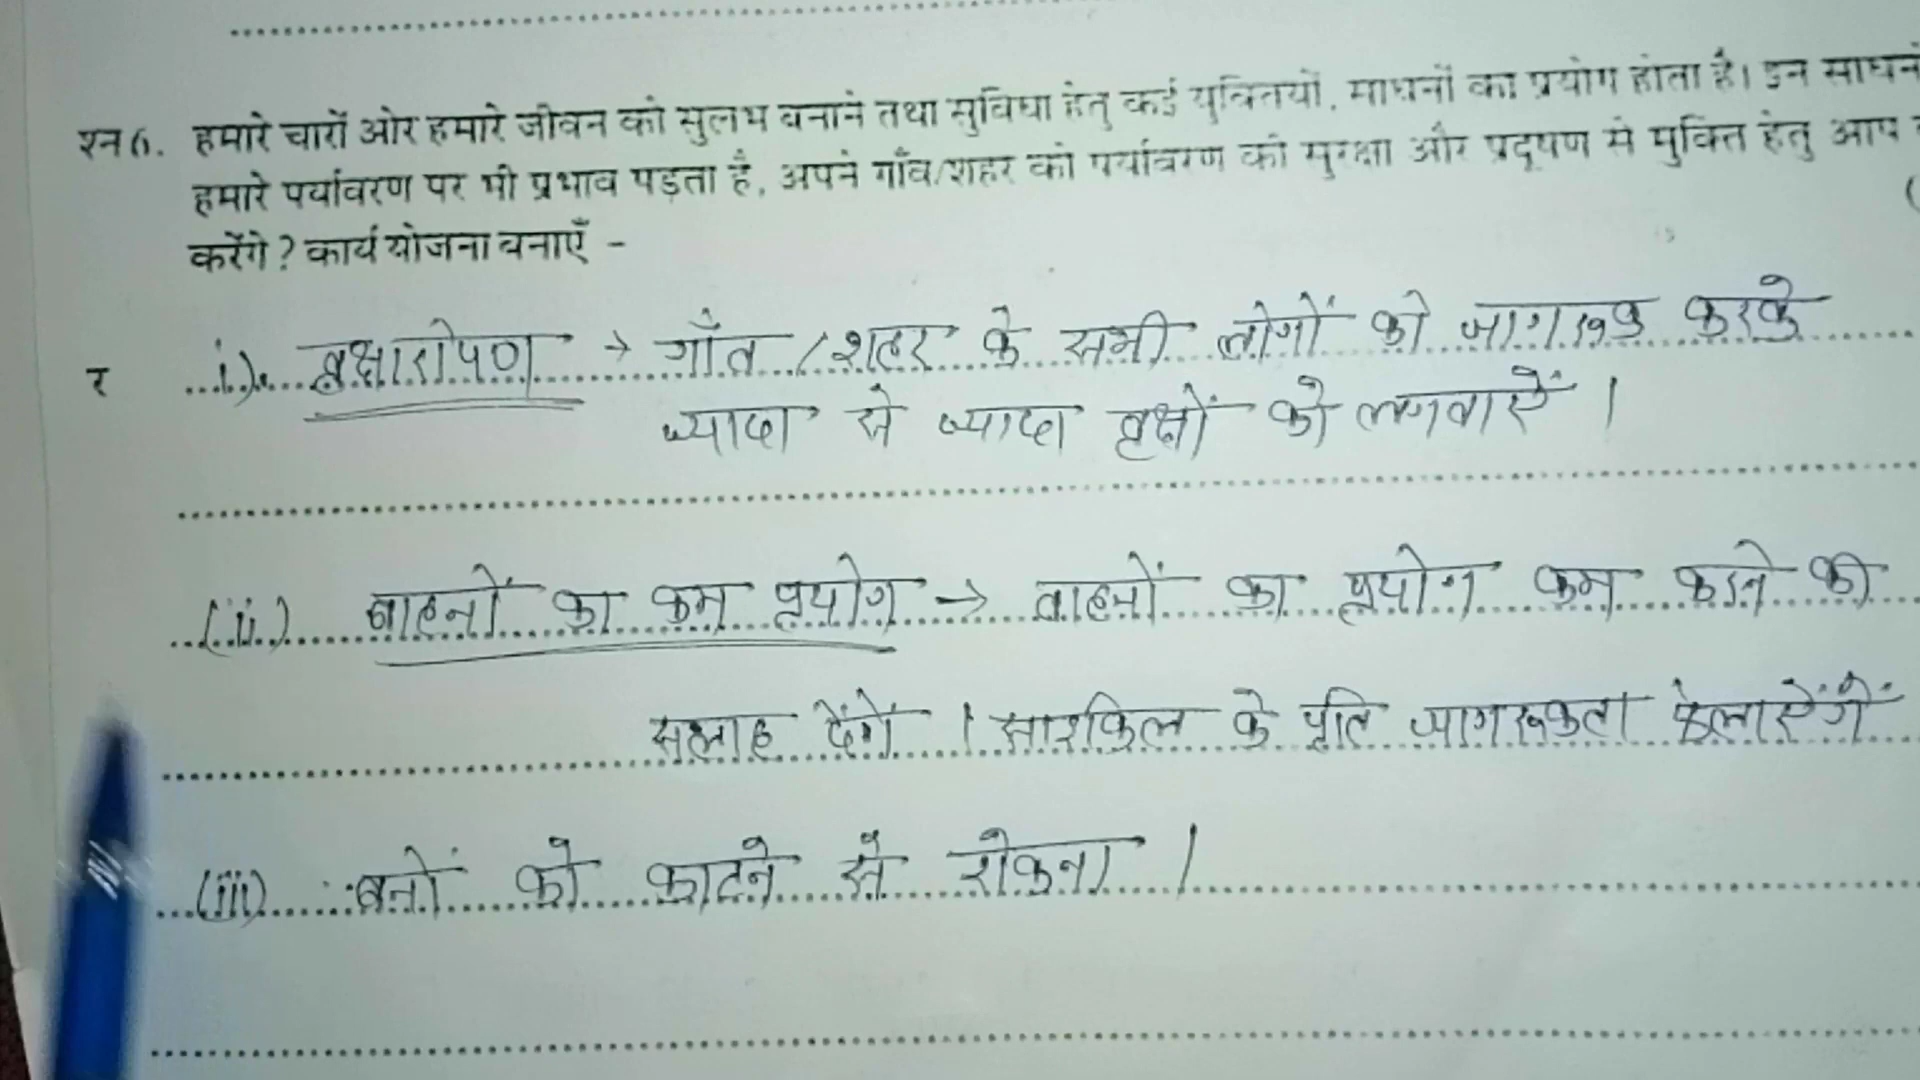 श्न 6. हमारे चारों ओर हमारे जीवन को सुलभ बनाने तथा सुविधा हेतु कई युक्तियों, साधनों का प्रयोग होता है। इन साधनो
हमारे पर्यावरण पर भी प्रभाव पड़ता है, अपने गाँव/शहर को पर्यावरण की सुरक्षा और प्रदूषण से मुक्ति हेतु आप
(
करेंगे? कार्य योजना बनाएँ -
र i). वृक्षारोपण → गाँव / शहर के सभी लोगों को जागरूक करके
ज्यादा से ज्यादा वृक्षों को लगवाऐं ।
(ii) वाहनों का कम प्रयोग → वाहनों का प्रयोग कम करने की
सलाह देंगें । साइकिल के प्रति जागरूकता फेलाऐंगें
(iii) वनों को काटने से रोकना ।